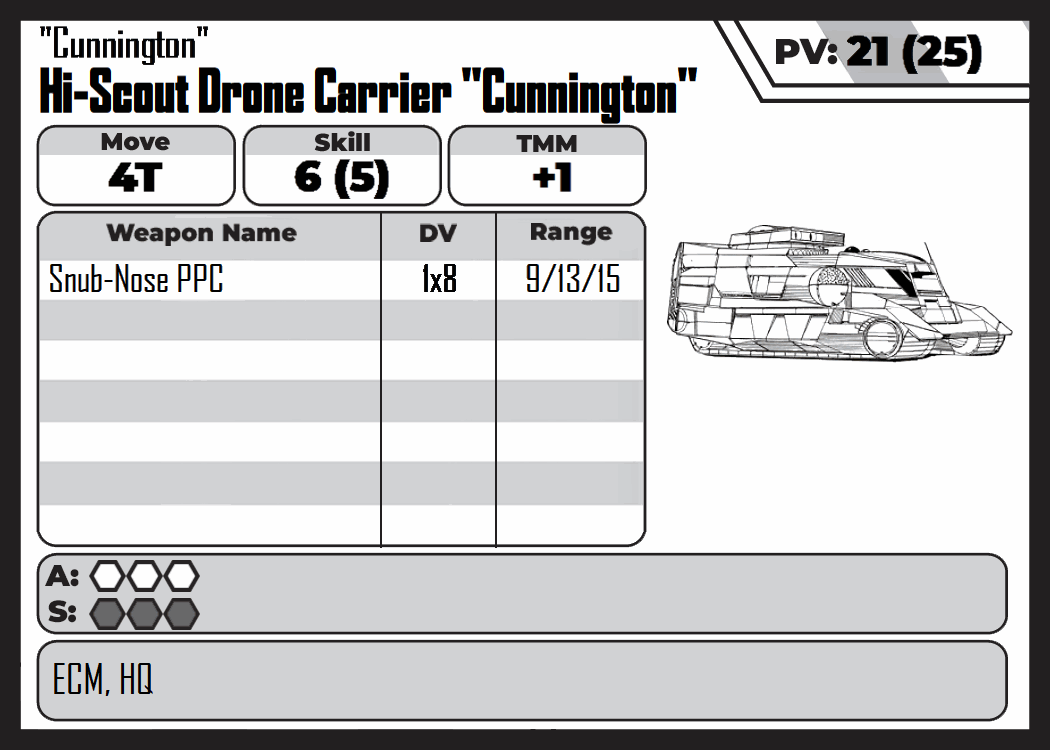 "Cunnington"
PV: 21 (25)
Hi-Scout Drone Carrier "Cunnington"
Move Skill TMM
4T 6 (5) +1
Weapon Name DV Range
Snub-Nose PPC 1x8 9/13/15
A:
S:
ECM, HQ